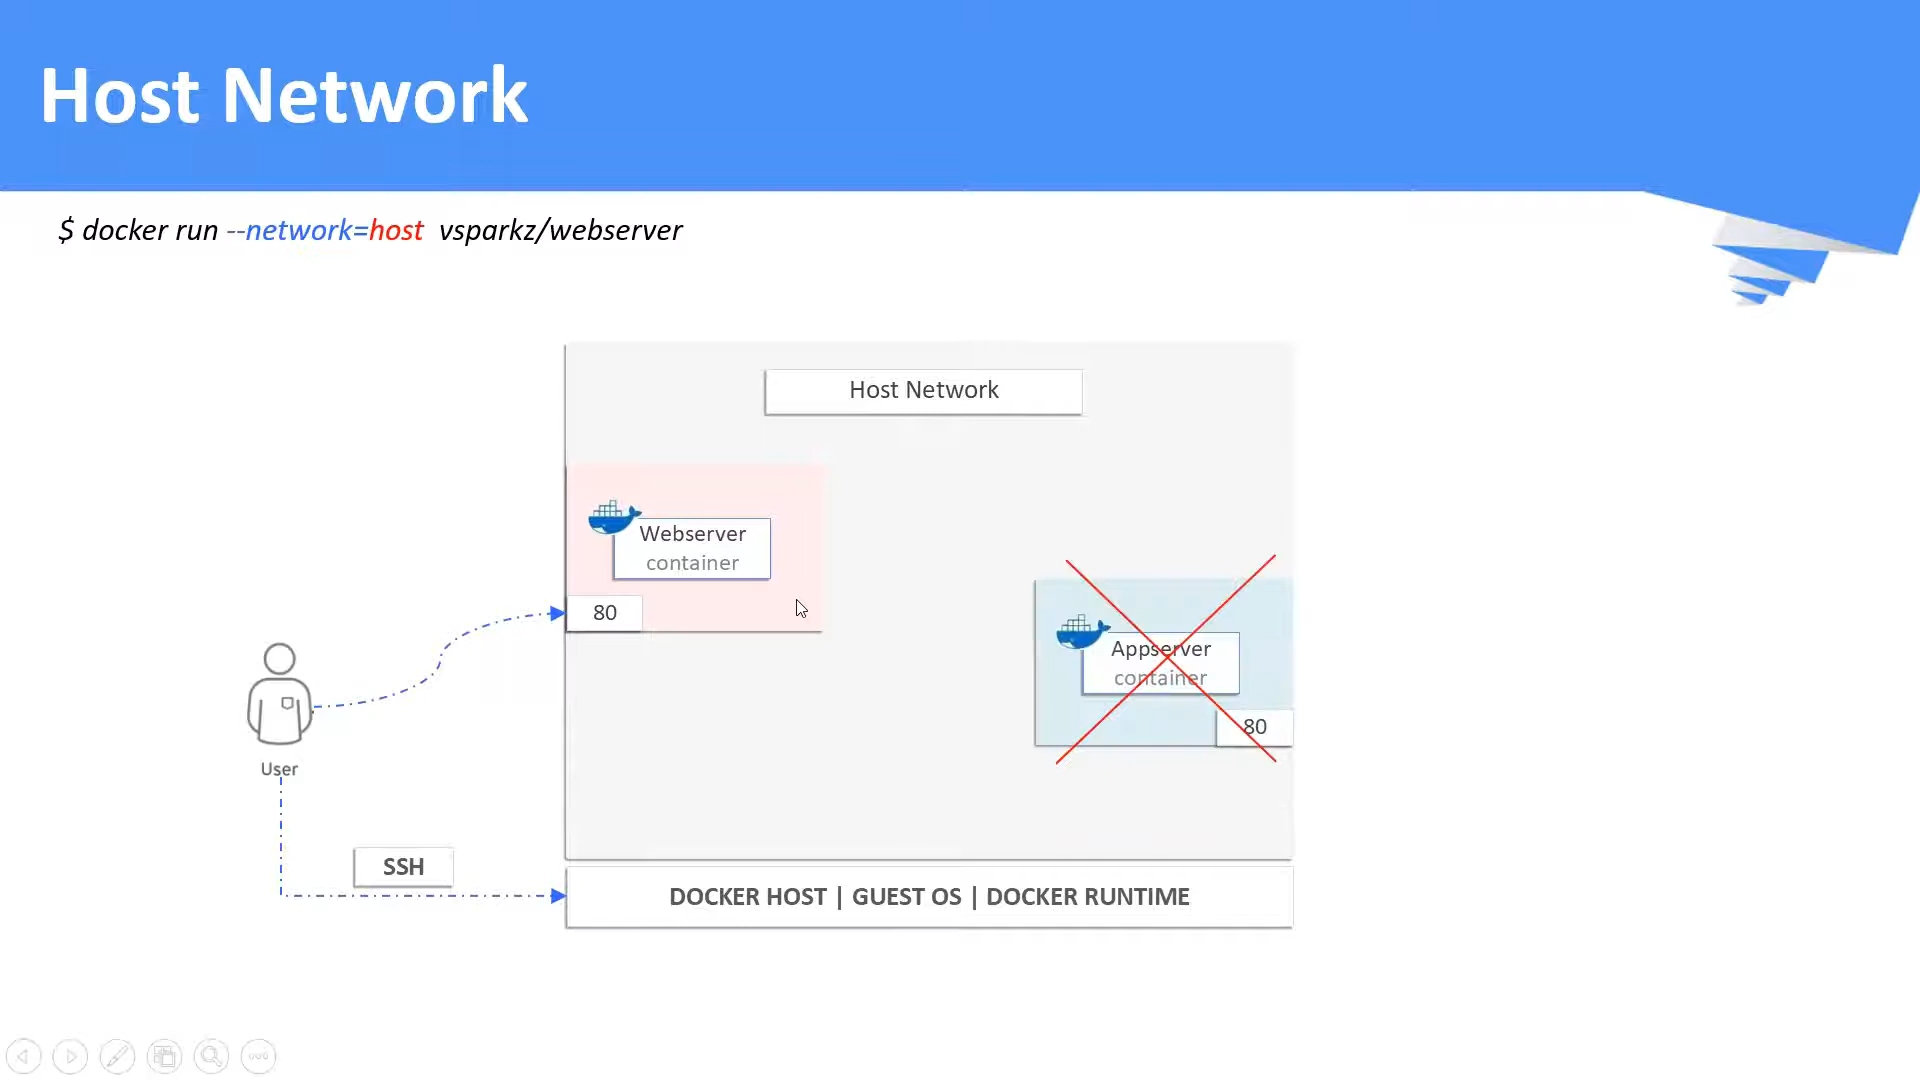 Host Network
$ docker run --network=host vsparkz/webserver
Host Network
Webserver
container
80
Appserver
container
80
User
SSH
DOCKER HOST | GUEST OS | DOCKER RUNTIME